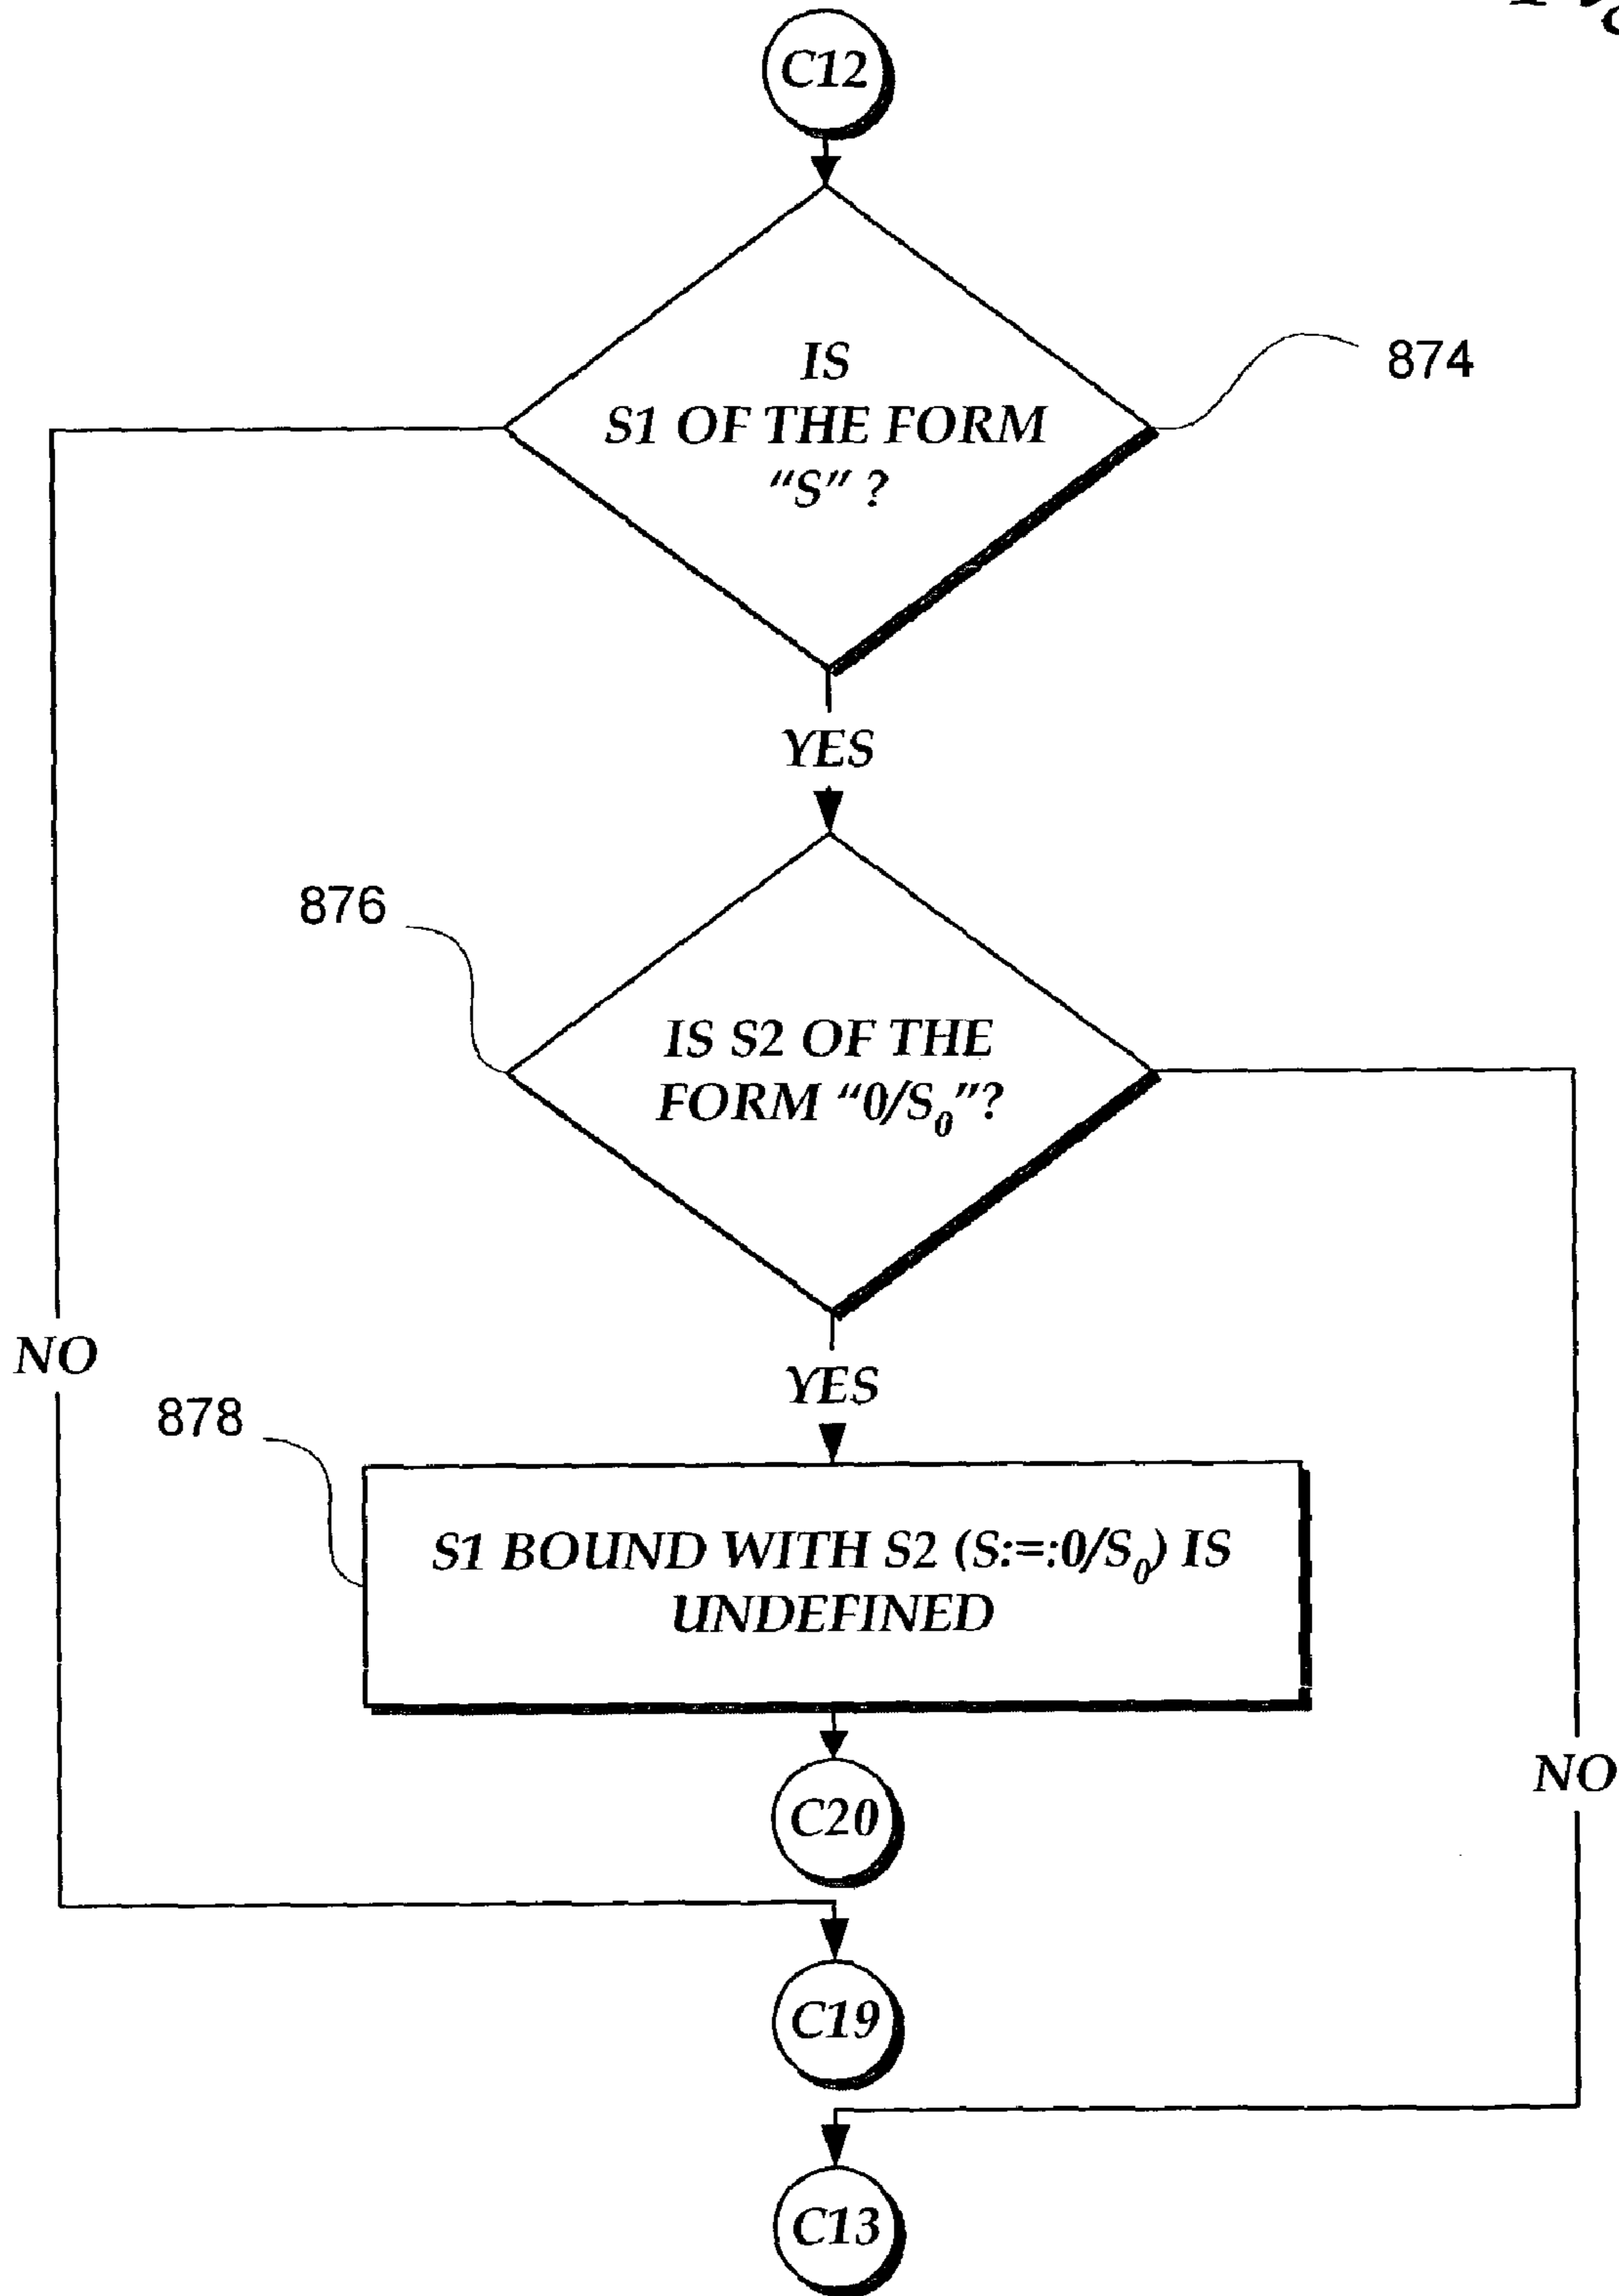 C12
IS
S1 OF THE FORM
"S" ?
874
YES
876
IS S2 OF THE
FORM "0/S₀"?
NO
YES
878
S1 BOUND WITH S2 (S:=:0/S₀) IS
UNDEFINED
NO
C20
C19
C13